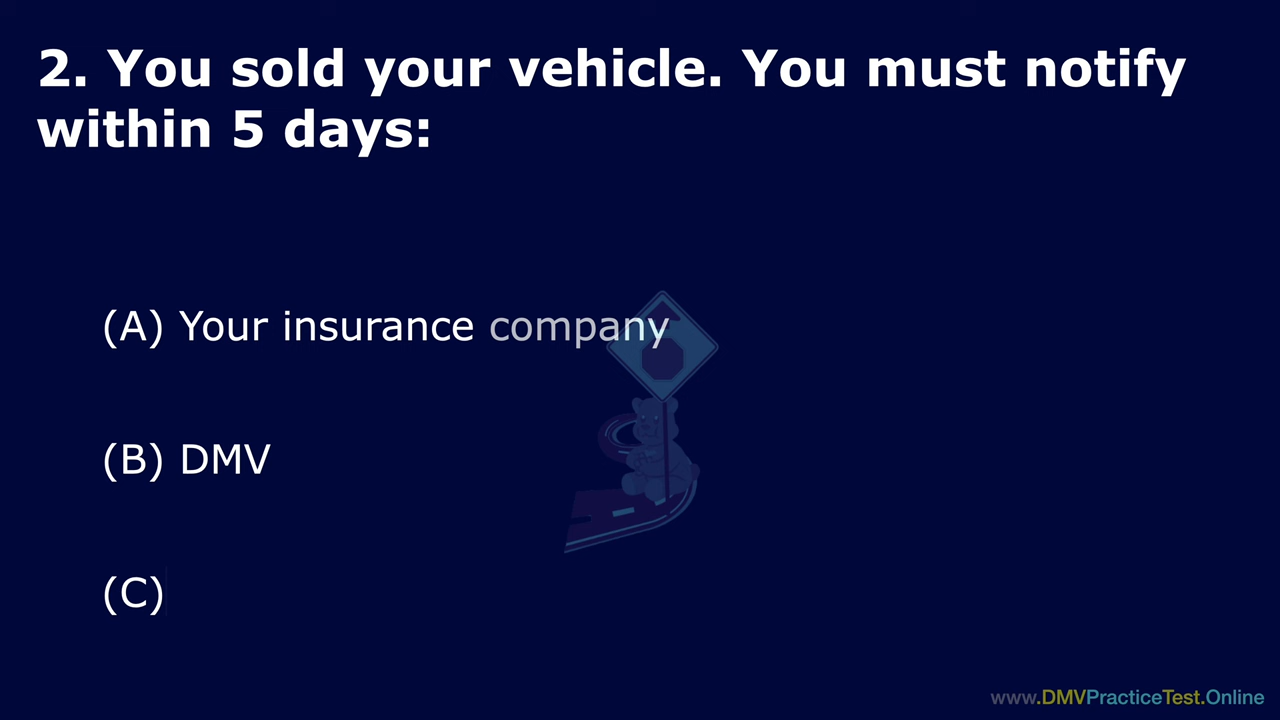 2. You sold your vehicle. You must notify
within 5 days:
(A) Your insurance company
(B) DMV
(C)
www.DMVPracticeTest.Online